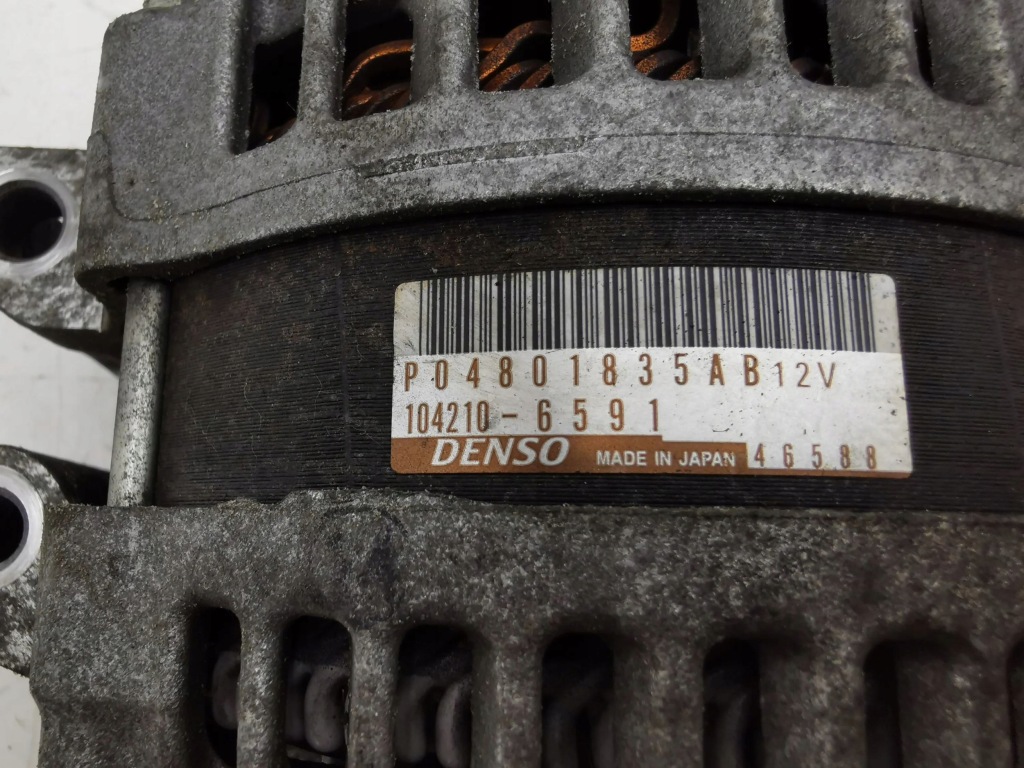 P04801835AB 12V
104210-6591
DENSO MADE IN JAPAN 46588